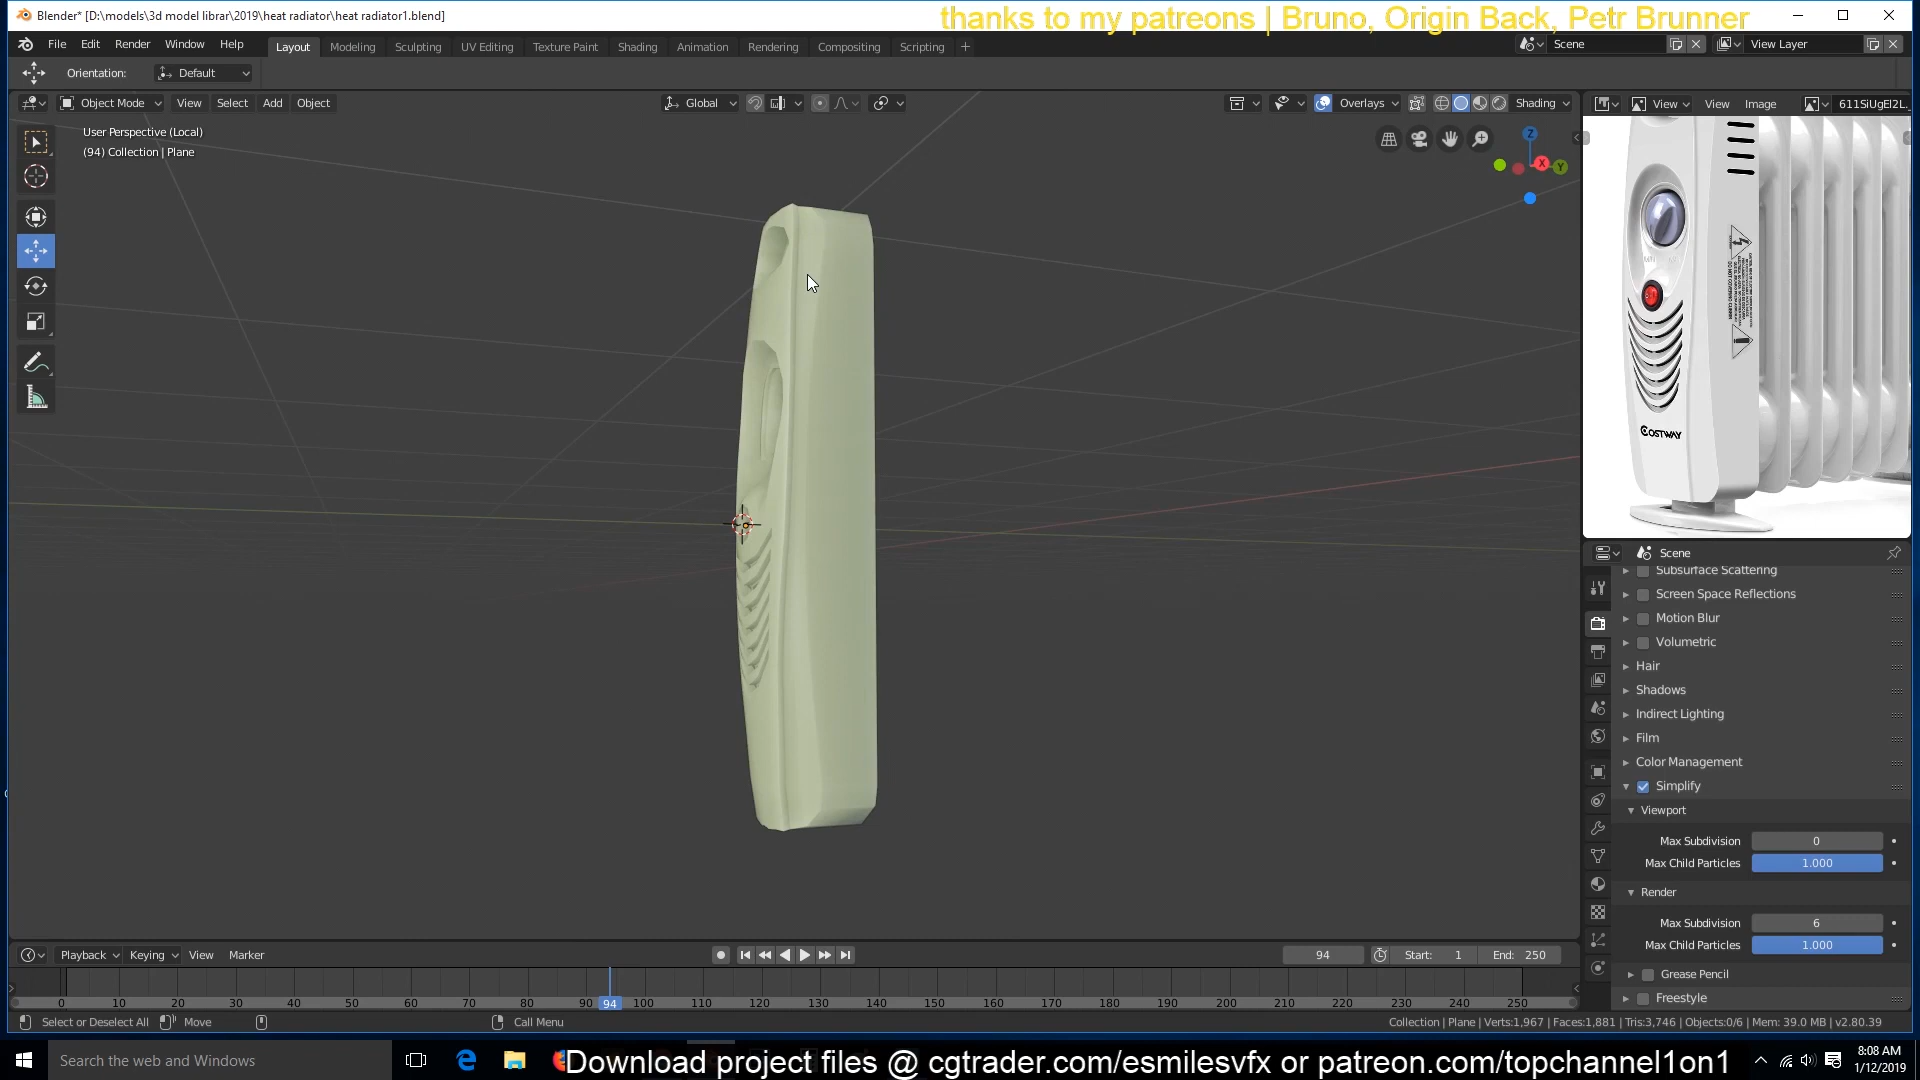 Blender* [D:\models\3d model librar\2019\heat radiator\heat radiator1.blend]
thanks to my patreons | Bruno, Origin Back, Petr Brunner
File Edit Render Window Help
Layout Modeling Sculpting UV Editing Texture Paint Shading Animation Rendering Compositing Scripting +
Scene
View Layer
Orientation: Default
Object Mode View Select Add Object
Global
Overlays
Shading
View View Image 611SiUgEl2L.
User Perspective (Local)
(94) Collection | Plane
Z
X
Y
COSTWAY
Scene
Subsurface Scattering
Screen Space Reflections
Motion Blur
Volumetric
Hair
Shadows
Indirect Lighting
Film
Color Management
Simplify
Viewport
Max Subdivision 0
Max Child Particles 1.000
Render
Max Subdivision 6
Max Child Particles 1.000
Grease Pencil
Freestyle
Playback Keying View Marker
94
Start: 1
End: 250
0 10 20 30 40 50 60 70 80 90 94 100 110 120 130 140 150 160 170 180 190 200 210 220 230 240 250
Select or Deselect All
Move
Call Menu
Collection | Plane | Verts:1,967 | Faces:1,881 | Tris:3,746 | Objects:0/6 | Mem: 39.0 MB | v2.80.39
Search the web and Windows
Download project files @ cgtrader.com/esmilesvfx or patreon.com/topchannel1on1
8:08 AM
1/12/2019